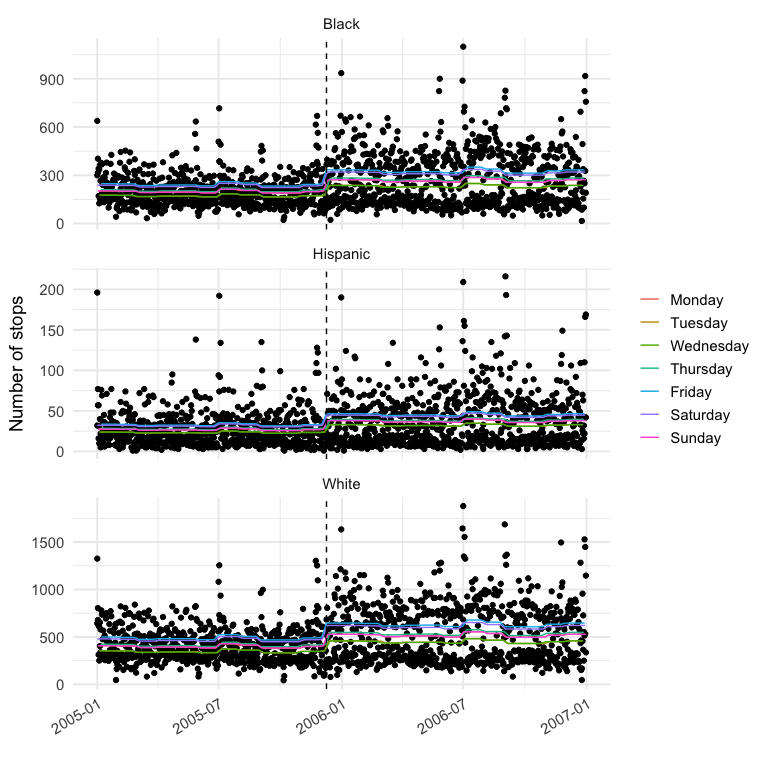 Black
900
600
300
0
Hispanic
200
150
100
50
0
White
1500
1000
500
0
2005-01
2005-07
2006-01
2006-07
2007-01
Number of stops
Monday
Tuesday
Wednesday
Thursday
Friday
Saturday
Sunday